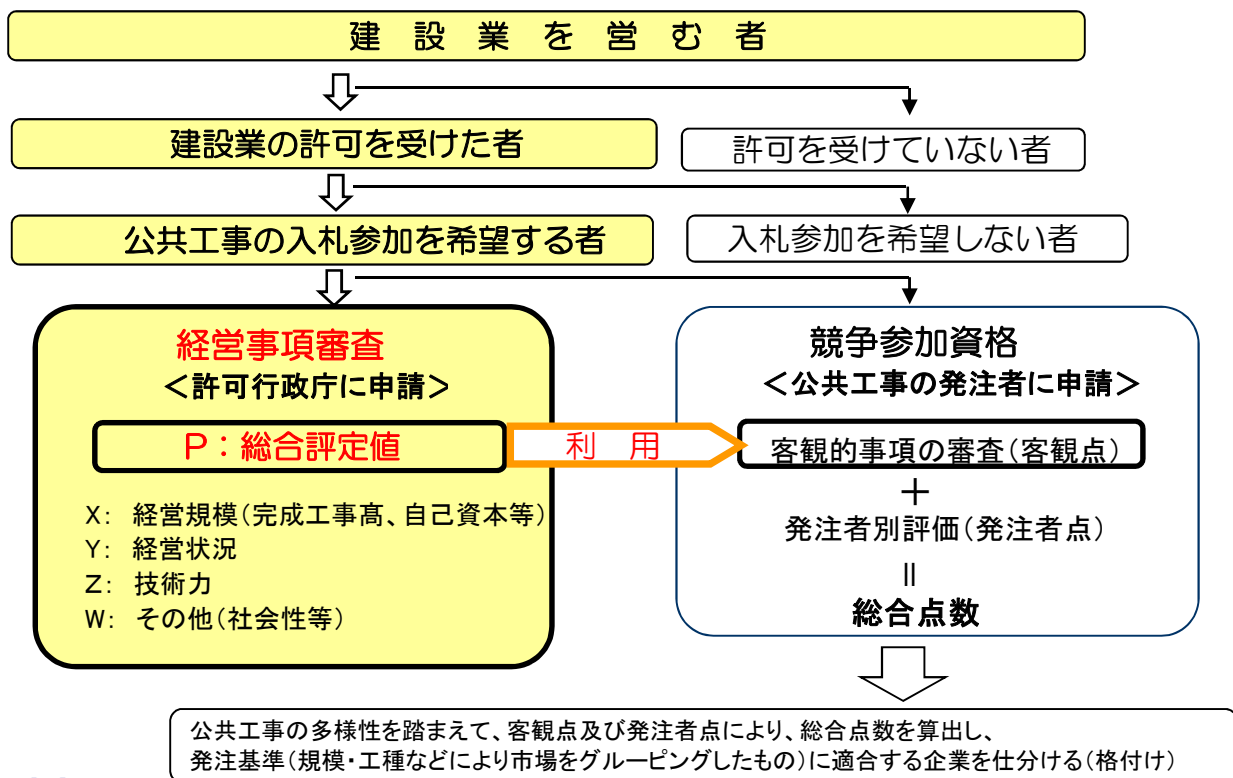 建設業を営む者
建設業の許可を受けた者
許可を受けていない者
公共工事の入札参加を希望する者
入札参加を希望しない者
経営事項審査
＜許可行政庁に申請＞
P：総合評定値
X： 経営規模（完成工事髙、自己資本等）
Y： 経営状況
Z： 技術力
W： その他（社会性等）
利 用
競争参加資格
＜公共工事の発注者に申請＞
客観的事項の審査（客観点）
＋
発注者別評価（発注者点）
＝
総合点数
公共工事の多様性を踏まえて、客観点及び発注者点により、総合点数を算出し、
発注基準（規模・工種などにより市場をグルーピングしたもの）に適合する企業を仕分ける（格付け）